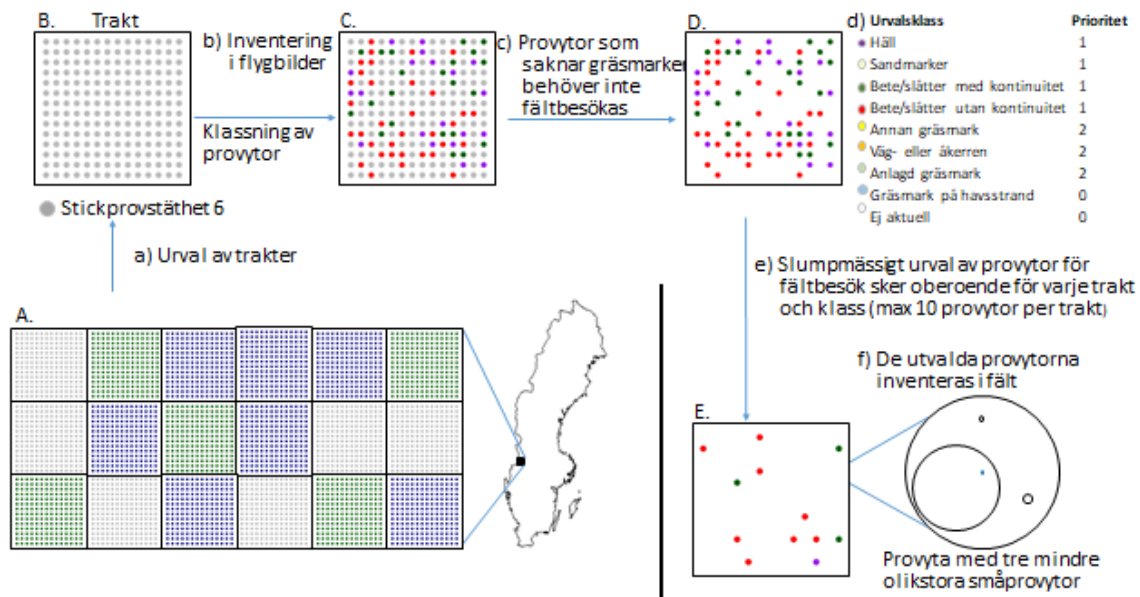 B. Trakt
b) Inventering
i flygbilder
Klassning av
provytor
C.
c) Provytor som
saknar gräsmarker
behöver inte
fältbesökas
D.
d) Urvalsklass Prioritet
Häll 1
Sandmarker 1
Bete/slåtter med kontinuitet 1
Bete/slåtter utan kontinuitet 1
Annan gräsmark 2
Väg- eller åkerren 2
Anlagd gräsmark 2
Gräsmark på havsstrand 0
Ej aktuell 0
Stickprovstäthet 6
a) Urval av trakter
A.
e) Slumpmässigt urval av provytor för
fältbesök sker oberoende för varje trakt
och klass (max 10 provytor per trakt)
f) De utvalda provytorna
inventeras i fält
E.
Provyta med tre mindre
olikstora småprovytor